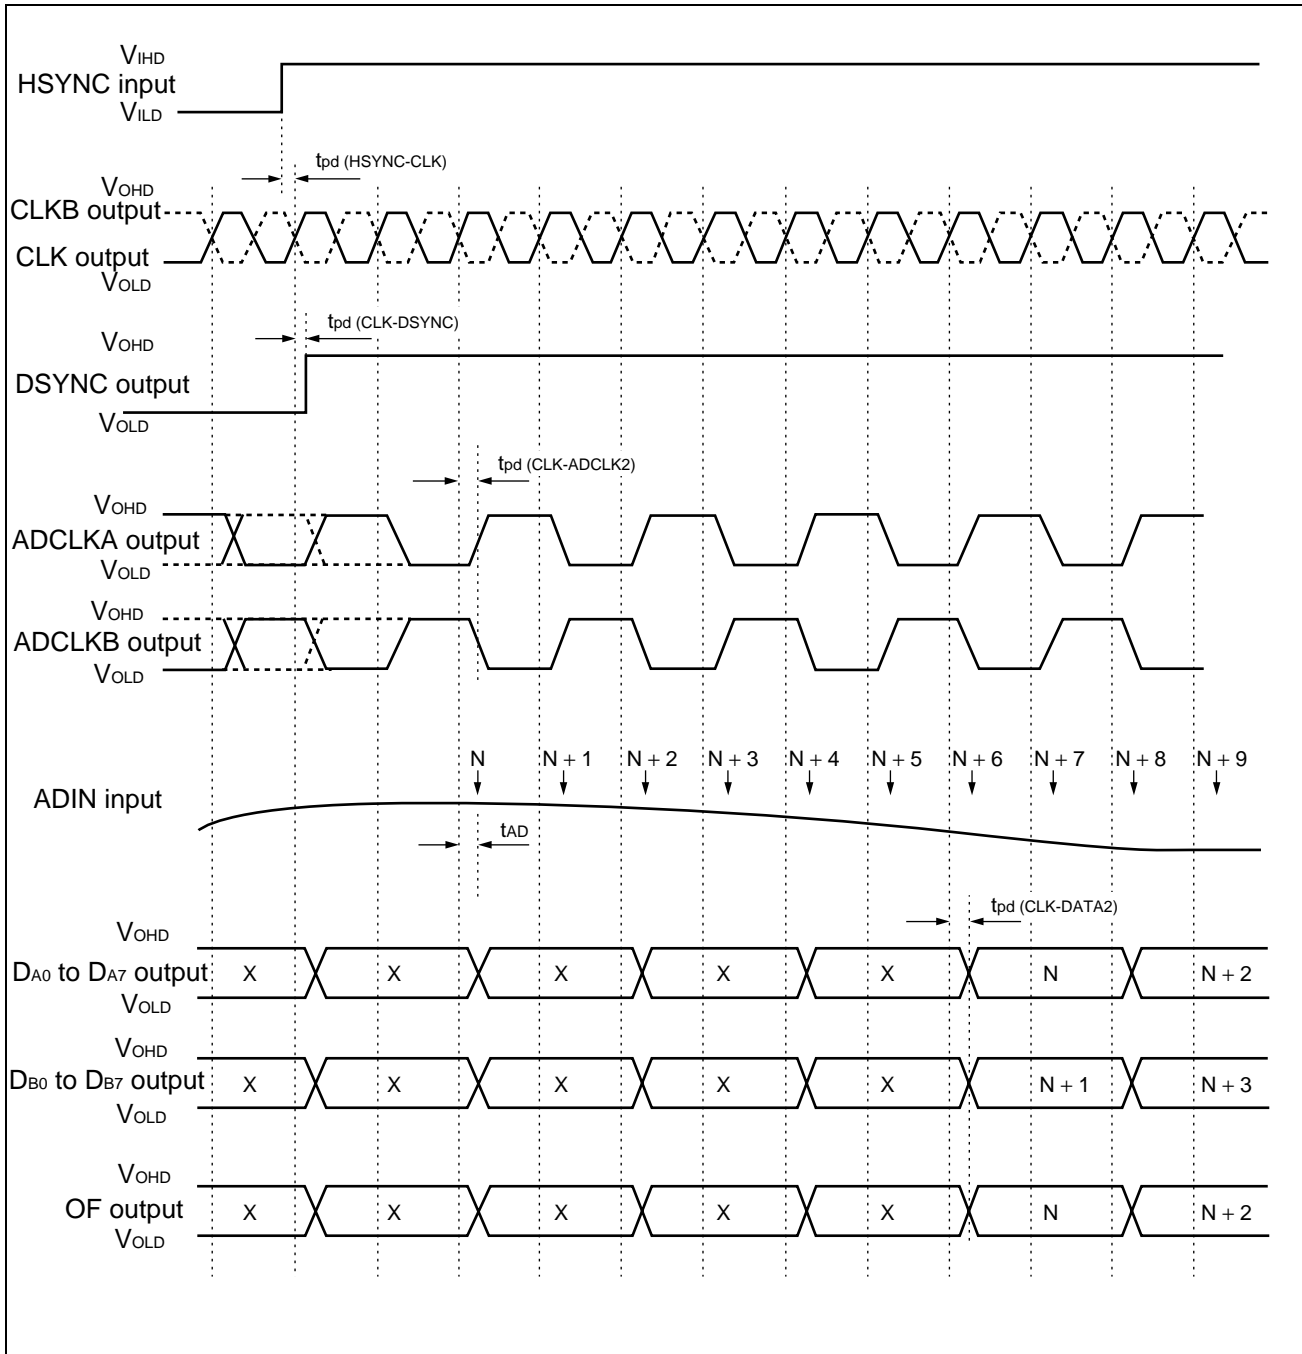 VIHD
HSYNC input
VILD
tpd (HSYNC-CLK)
VOHD
CLKB output
CLK output
VOLD
tpd (CLK-DSYNC)
VOHD
DSYNC output
VOLD
tpd (CLK-ADCLK2)
VOHD
ADCLKA output
VOLD
VOHD
ADCLKB output
VOLD
N N + 1 N + 2 N + 3 N + 4 N + 5 N + 6 N + 7 N + 8 N + 9
ADIN input
tAD
tpd (CLK-DATA2)
VOHD
DA0 to DA7 output X X X X X N N + 2
VOLD
VOHD
DB0 to DB7 output X X X X X N + 1 N + 3
VOLD
VOHD
OF output X X X X X N N + 2
VOLD